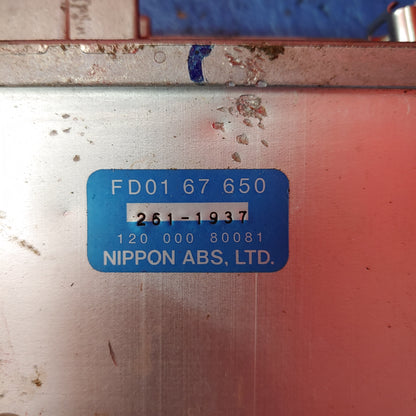 FD01 67 650
261-1937
120 000 80081
NIPPON ABS, LTD.